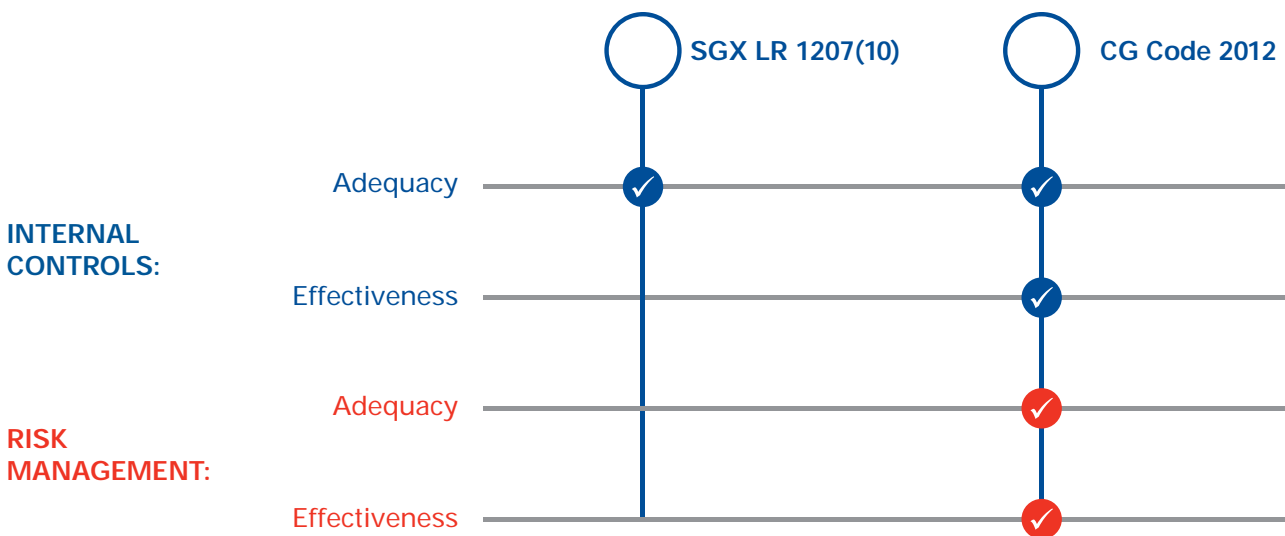 SGX LR 1207(10)
CG Code 2012
Adequacy
INTERNAL
CONTROLS:
Effectiveness
Adequacy
RISK
MANAGEMENT:
Effectiveness